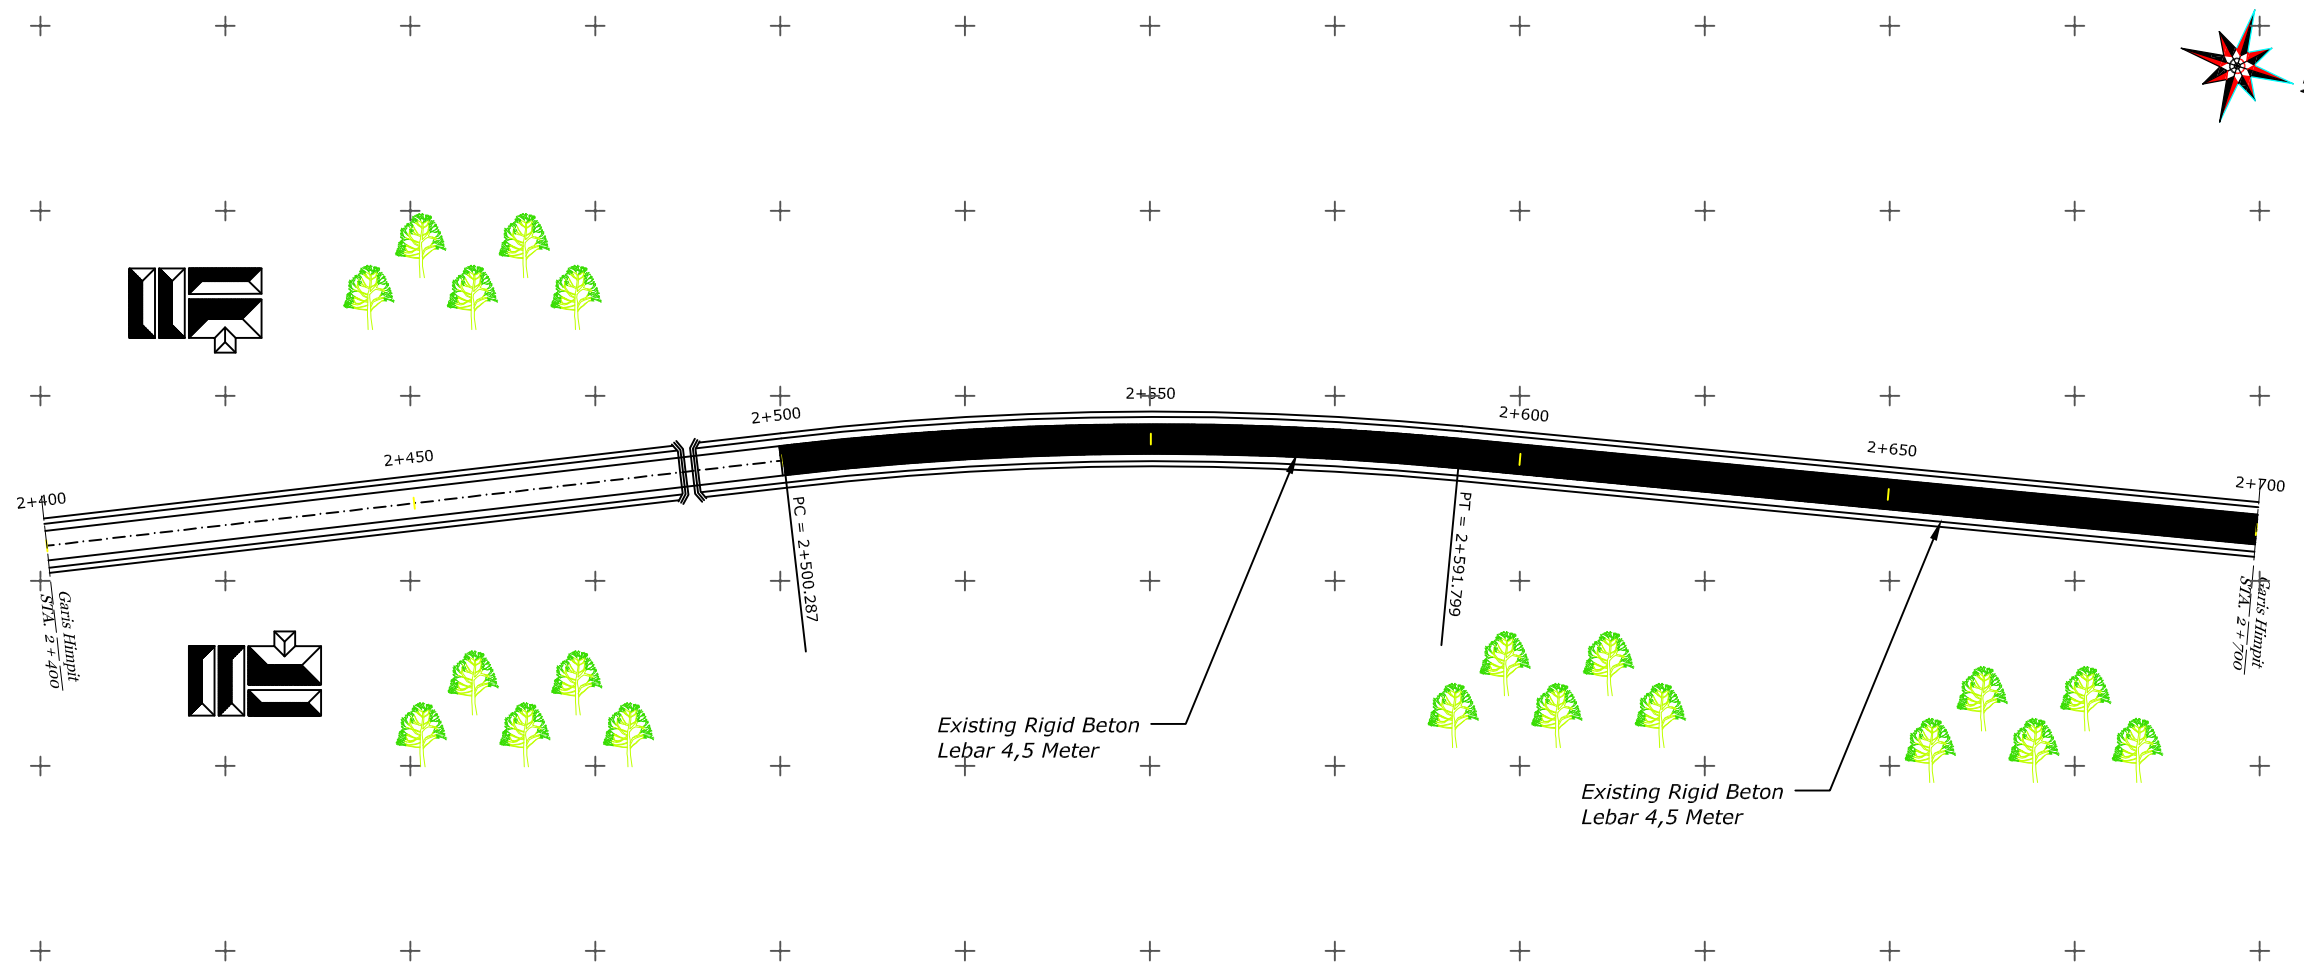 2+400
2+450
2+500
2+550
2+600
2+650
2+700
PC = 2+500.287
PT = 2+591.799
Garis Himpit
STA. 2+400
Garis Himpit
STA. 2+700
Existing Rigid Beton
Lebar 4,5 Meter
Existing Rigid Beton
Lebar 4,5 Meter